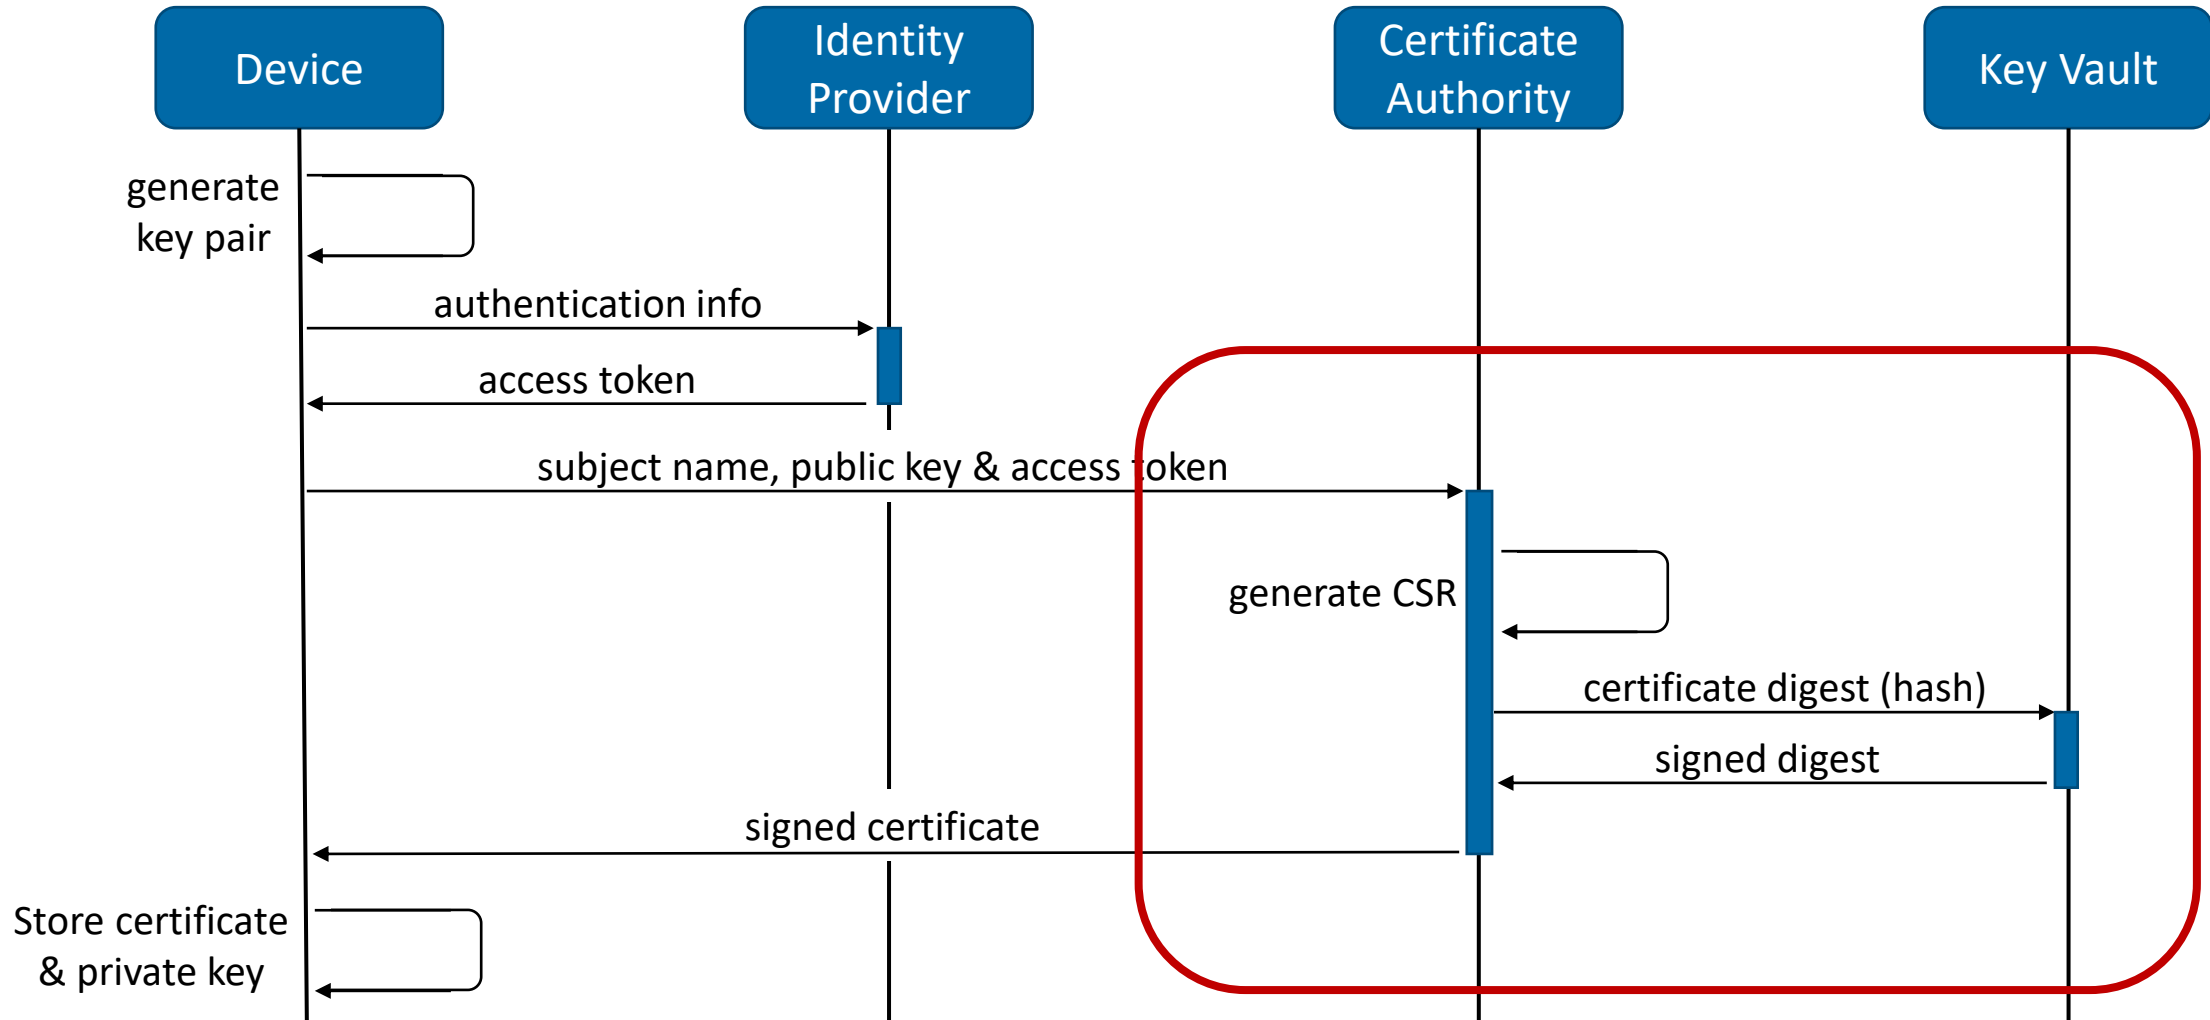 Device
Identity
Provider
Certificate
Authority
Key Vault
generate
key pair
authentication info
access token
subject name, public key & access token
generate CSR
certificate digest (hash)
signed digest
signed certificate
Store certificate
& private key